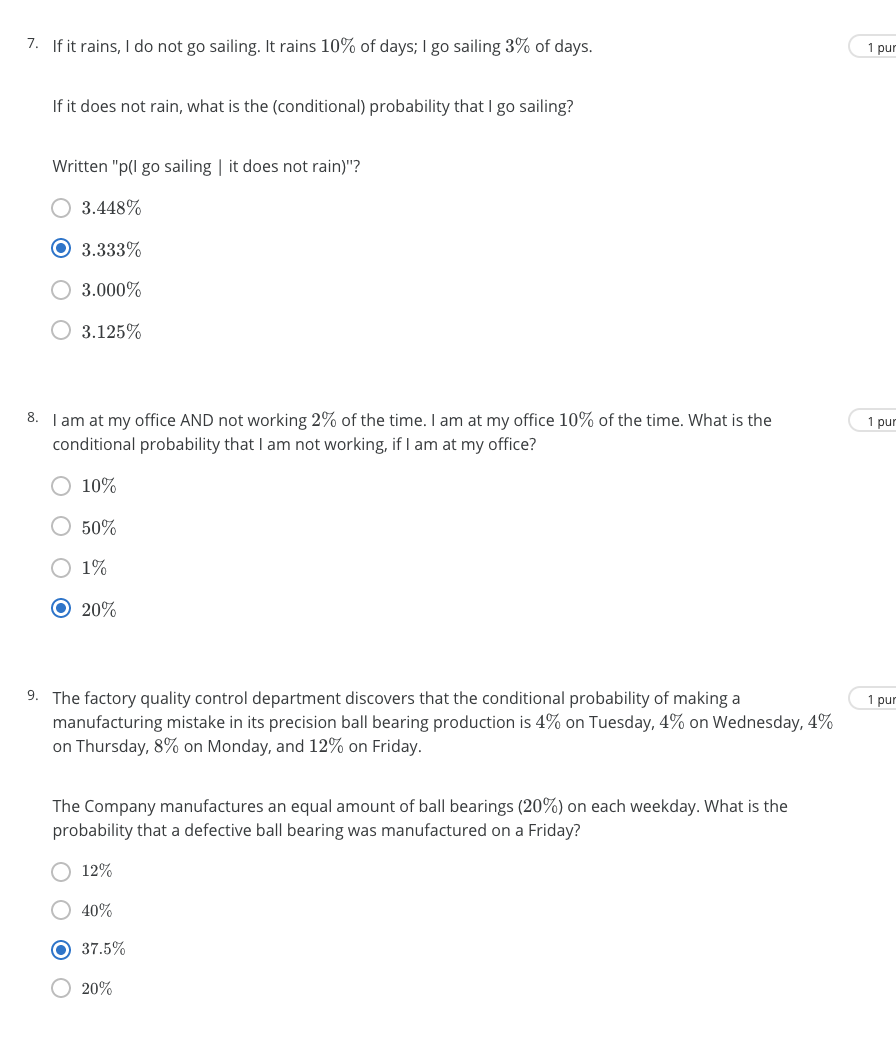 7. If it rains, I do not go sailing. It rains 10% of days; I go sailing 3% of days.
1 pur
If it does not rain, what is the (conditional) probability that I go sailing?
Written "p(I go sailing | it does not rain)''?
3.448%
3.333%
3.000%
3.125%
8. I am at my office AND not working 2% of the time. I am at my office 10% of the time. What is the
1 pur
conditional probability that I am not working, if I am at my office?
10%
50%
1%
20%
9. The factory quality control department discovers that the conditional probability of making a
1 pur
manufacturing mistake in its precision ball bearing production is 4% on Tuesday, 4% on Wednesday, 4%
on Thursday, 8% on Monday, and 12% on Friday.
The Company manufactures an equal amount of ball bearings (20%) on each weekday. What is the
probability that a defective ball bearing was manufactured on a Friday?
12%
40%
37.5%
20%